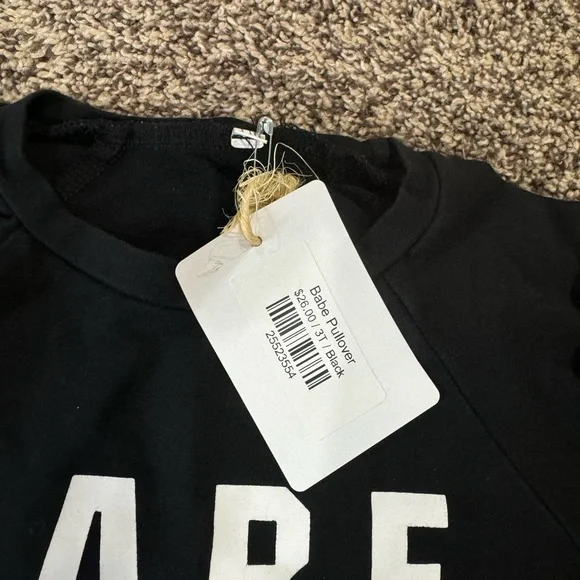 Babe Pullover
$26.00 / 3T / Black
25523554
ABE